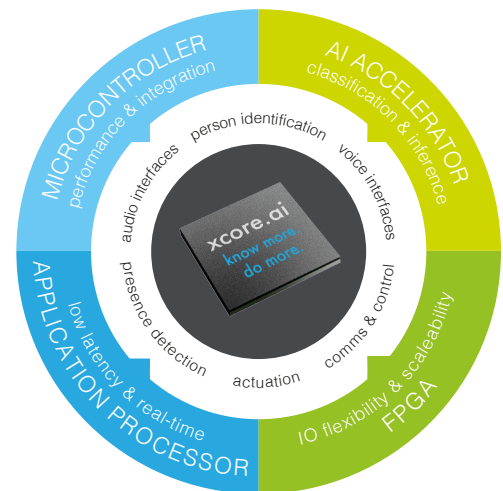 MICROCONTROLLER
performance & integration
AI ACCELERATOR
classification & inference
person identification
audio interfaces
voice interfaces
xcore.ai
know more.
do more.
presence detection
comms & control
actuation
low latency & real-time
APPLICATION PROCESSOR
IO flexibility & scaleability
FPGA